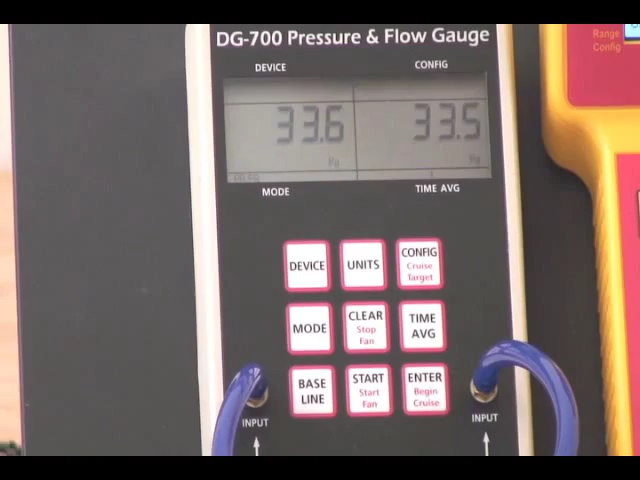 DG-700 Pressure & Flow Gauge
Range
Config
DEVICE CONFIG
33.6 33.5
Pa Pa
MODE TIME AVG
DEVICE UNITS CONFIG
Cruise
Target
MODE CLEAR
Stop
Fan
TIME
AVG
BASE
LINE
START
Start
Fan
ENTER
Begin
Cruise
INPUT INPUT